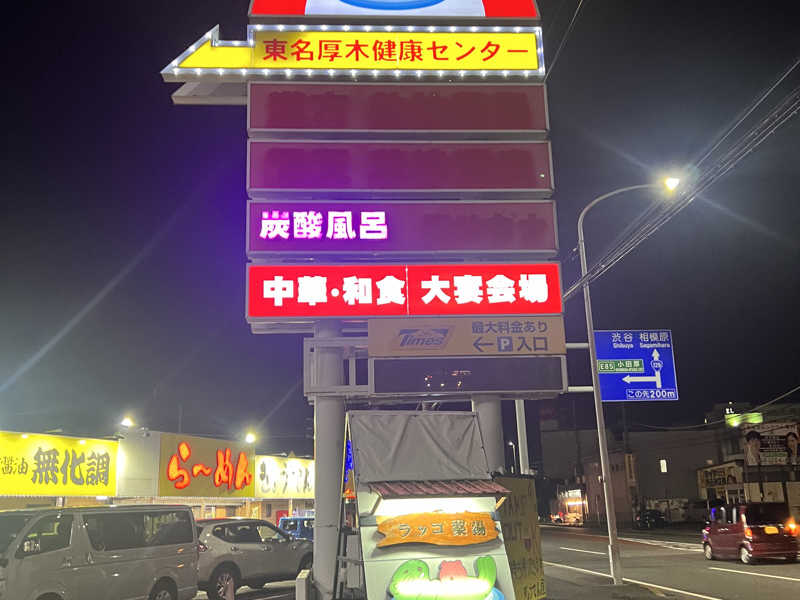 東名厚木健康センター
炭酸風呂
中華・和食 大宴会場
Times
最大料金あり
← P 入口
渋谷 相模原
Shibuya Sagamihara
129
E85 小田原
この先200m
醤油 無化調
らーめん
ラッコ薬湯